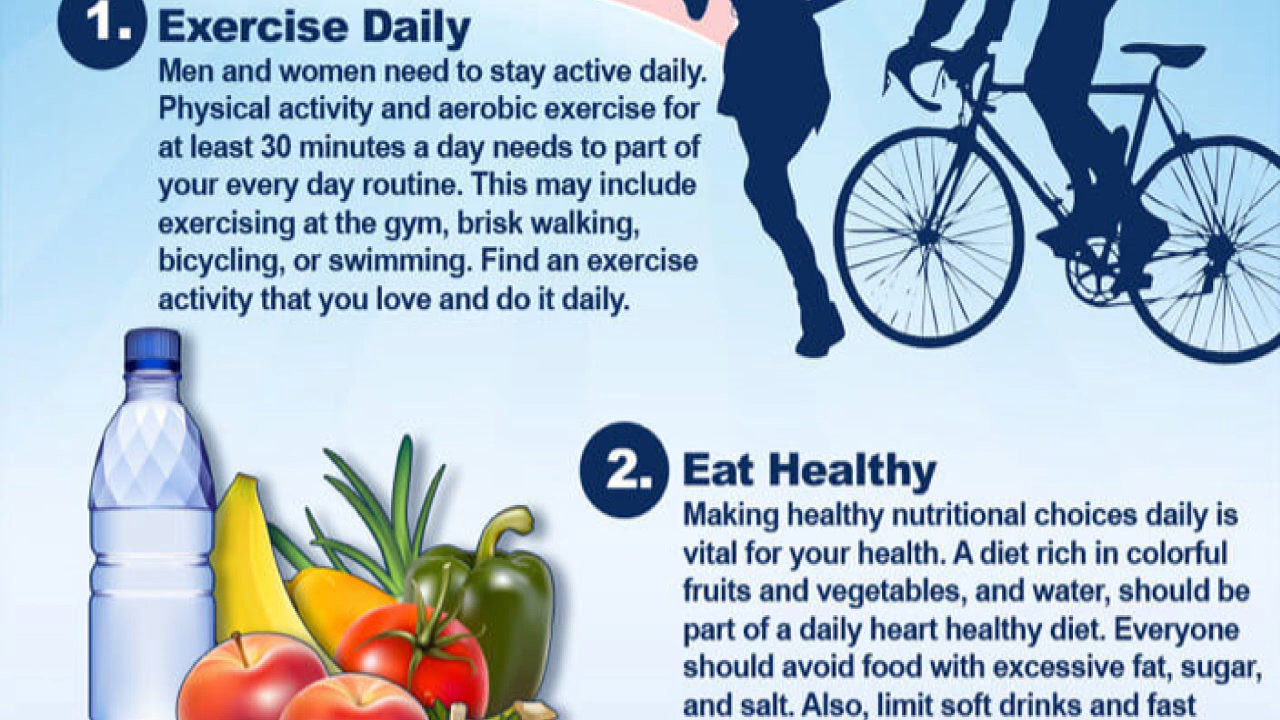 1. Exercise Daily
Men and women need to stay active daily.
Physical activity and aerobic exercise for
at least 30 minutes a day needs to part of
your every day routine. This may include
exercising at the gym, brisk walking,
bicycling, or swimming. Find an exercise
activity that you love and do it daily.
2. Eat Healthy
Making healthy nutritional choices daily is
vital for your health. A diet rich in colorful
fruits and vegetables, and water, should be
part of a daily heart healthy diet. Everyone
should avoid food with excessive fat, sugar,
and salt. Also, limit soft drinks and fast